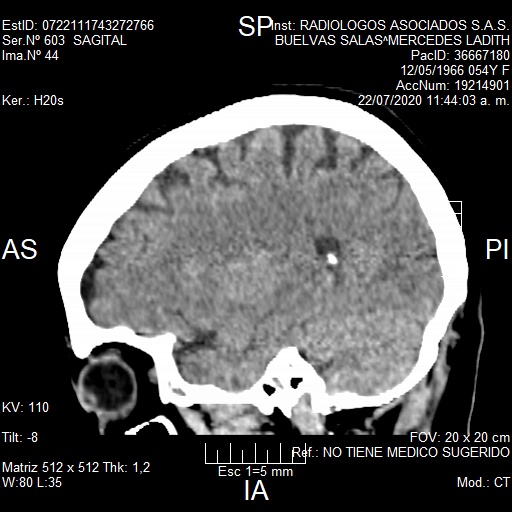 EstID: 0722111743272766
Ser.Nº 603 SAGITAL
Ima.Nº 44
Ker.: H20s
SP
Inst: RADIOLOGOS ASOCIADOS S.A.S.
BUELVAS SALAS^MERCEDES LADITH
PacID: 36667180
12/05/1966 054Y F
AccNum: 19214901
22/07/2020 11:44:03 a. m.
AS
PI
KV: 110
Tilt: -8
Matriz 512 x 512 Thk: 1,2
W:80 L:35
Esc 1=5 mm
IA
FOV: 20 x 20 cm
Ref.: NO TIENE MEDICO SUGERIDO
Mod.: CT